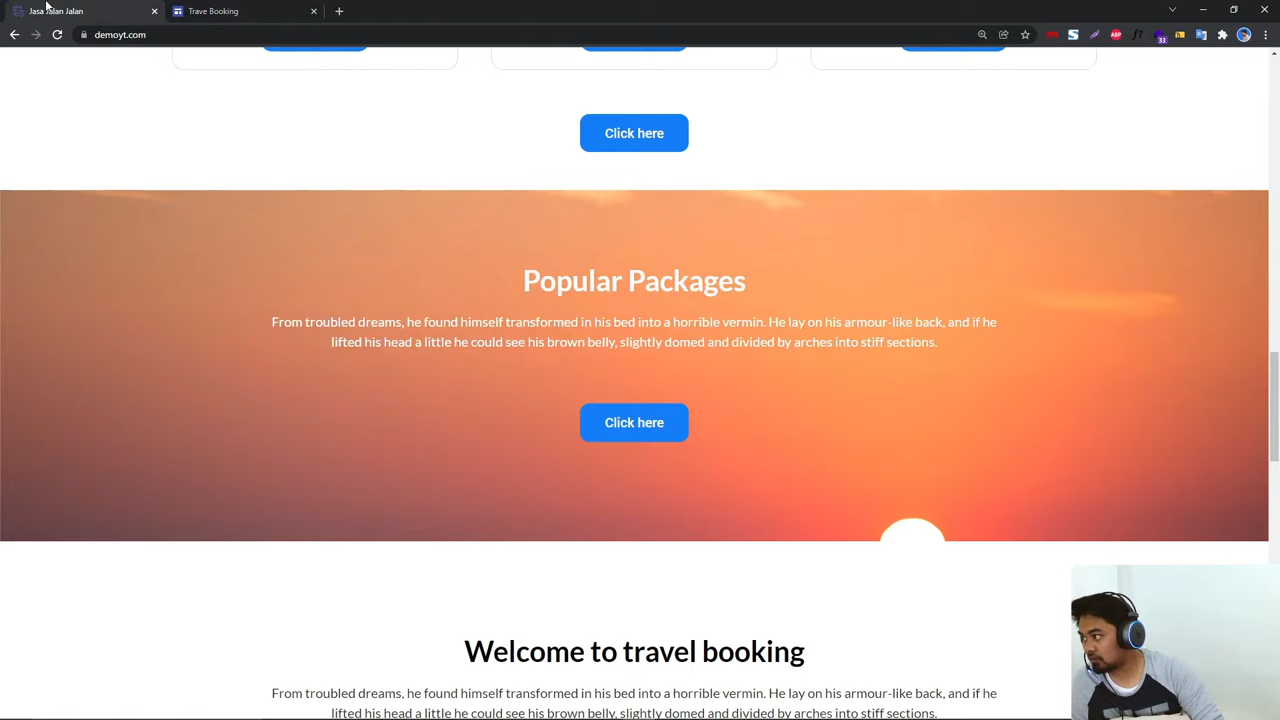 Jasa Jalan Jalan
Trave Booking
demoyt.com
ABP
33
Click here
Popular Packages
From troubled dreams, he found himself transformed in his bed into a horrible vermin. He lay on his armour-like back, and if he
lifted his head a little he could see his brown belly, slightly domed and divided by arches into stiff sections.
Click here
Welcome to travel booking
From troubled dreams, he found himself transformed in his bed into a horrible vermin. He lay on his armour-like back, and if he
lifted his head a little he could see his brown belly, slightly domed and divided by arches into stiff sections.